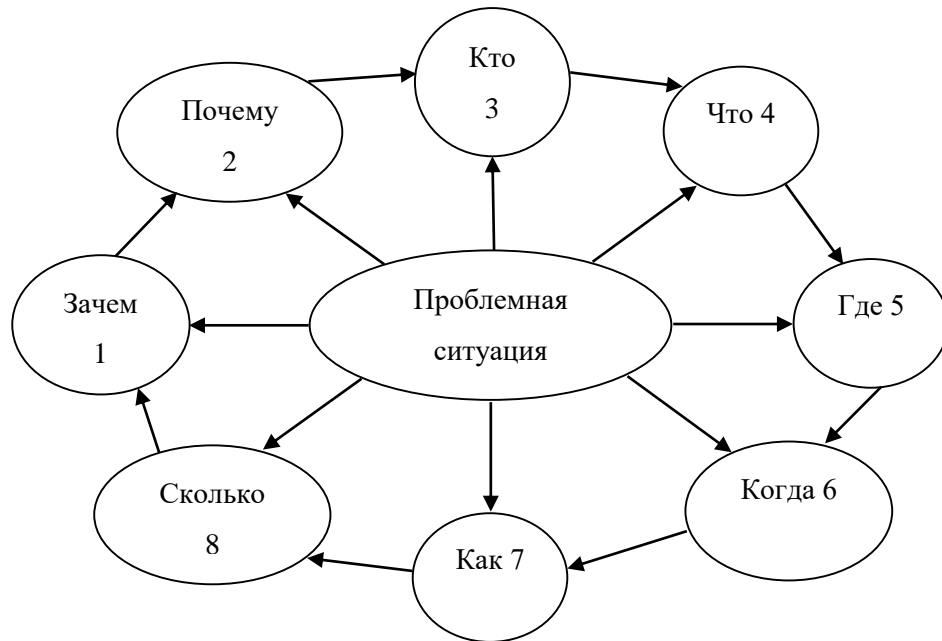 Кто
3
Почему
2
Что 4
Зачем
1
Проблемная
ситуация
Где 5
Сколько
8
Когда 6
Как 7